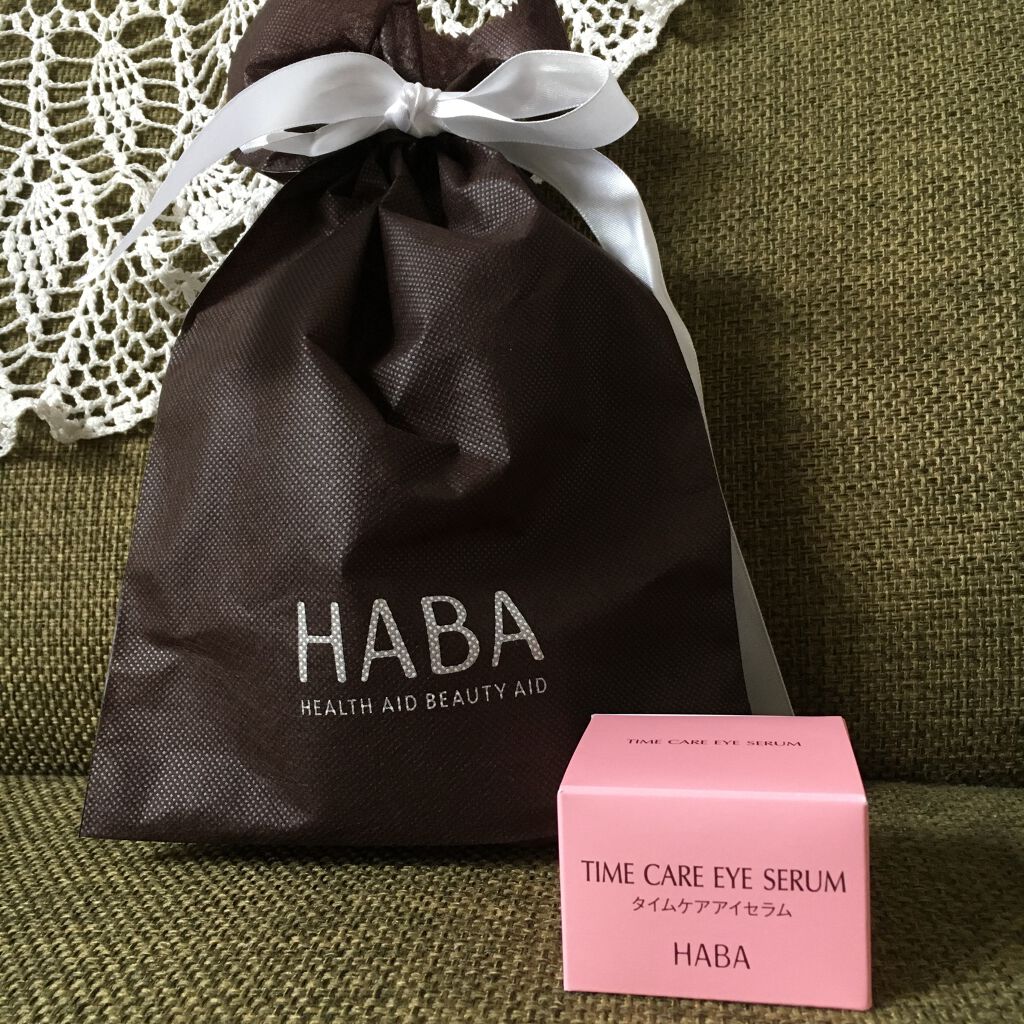 HABA
HEALTH AID BEAUTY AID
TIME CARE EYE SERUM
TIME CARE EYE SERUM
タイムケアアイセラム
HABA